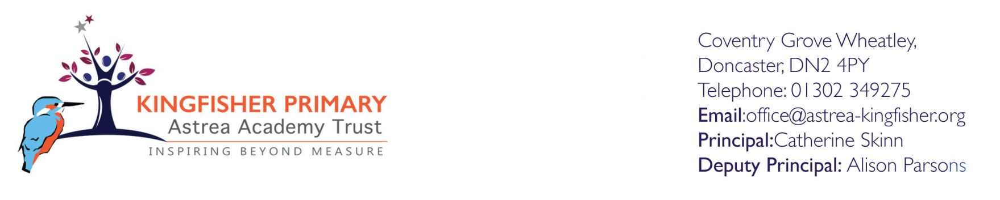 KINGFISHER PRIMARY
Astrea Academy Trust
INSPIRING BEYOND MEASURE
Coventry Grove Wheatley,
Doncaster, DN2 4PY
Telephone: 01302 349275
Email:office@astrea-kingfisher.org
Principal:Catherine Skinn
Deputy Principal: Alison Parsons